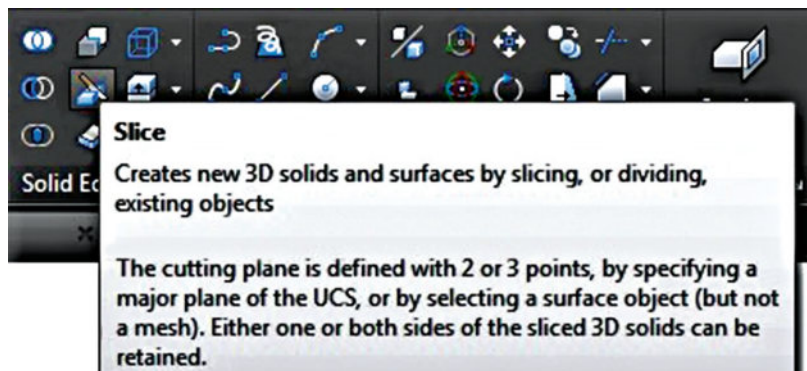 Slice
Creates new 3D solids and surfaces by slicing, or dividing,
existing objects
Solid
The cutting plane is defined with 2 or 3 points, by specifying a
major plane of the UCS, or by selecting a surface object (but not
a mesh). Either one or both sides of the sliced 3D solids can be
retained.